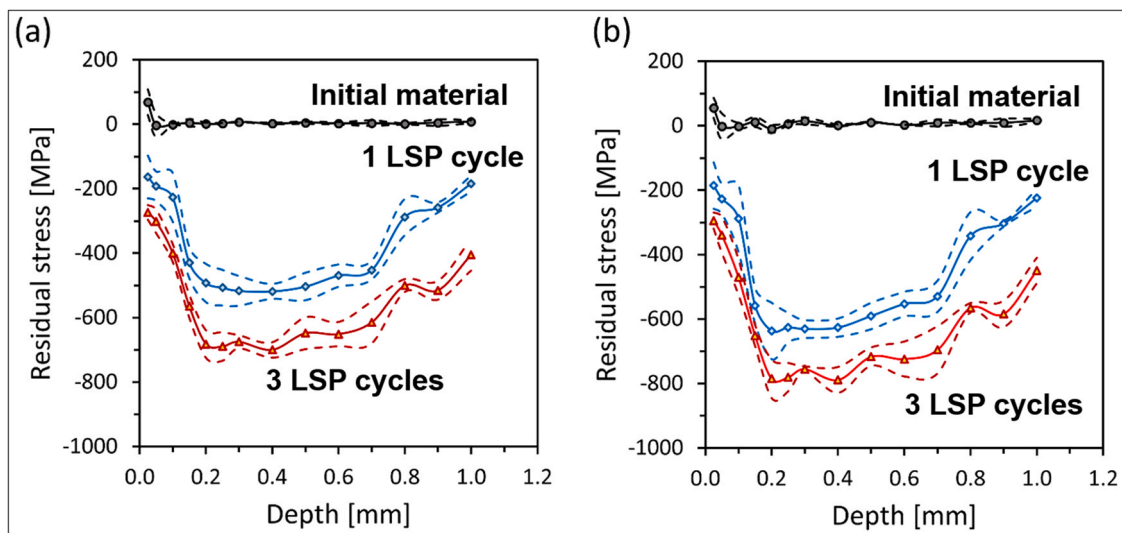 (a)
Residual stress [MPa]
200
0
-200
-400
-600
-800
-1000
Initial material
1 LSP cycle
3 LSP cycles
0.0 0.2 0.4 0.6 0.8 1.0 1.2
Depth [mm]
(b)
Residual stress [MPa]
200
0
-200
-400
-600
-800
-1000
Initial material
1 LSP cycle
3 LSP cycles
0.0 0.2 0.4 0.6 0.8 1.0 1.2
Depth [mm]